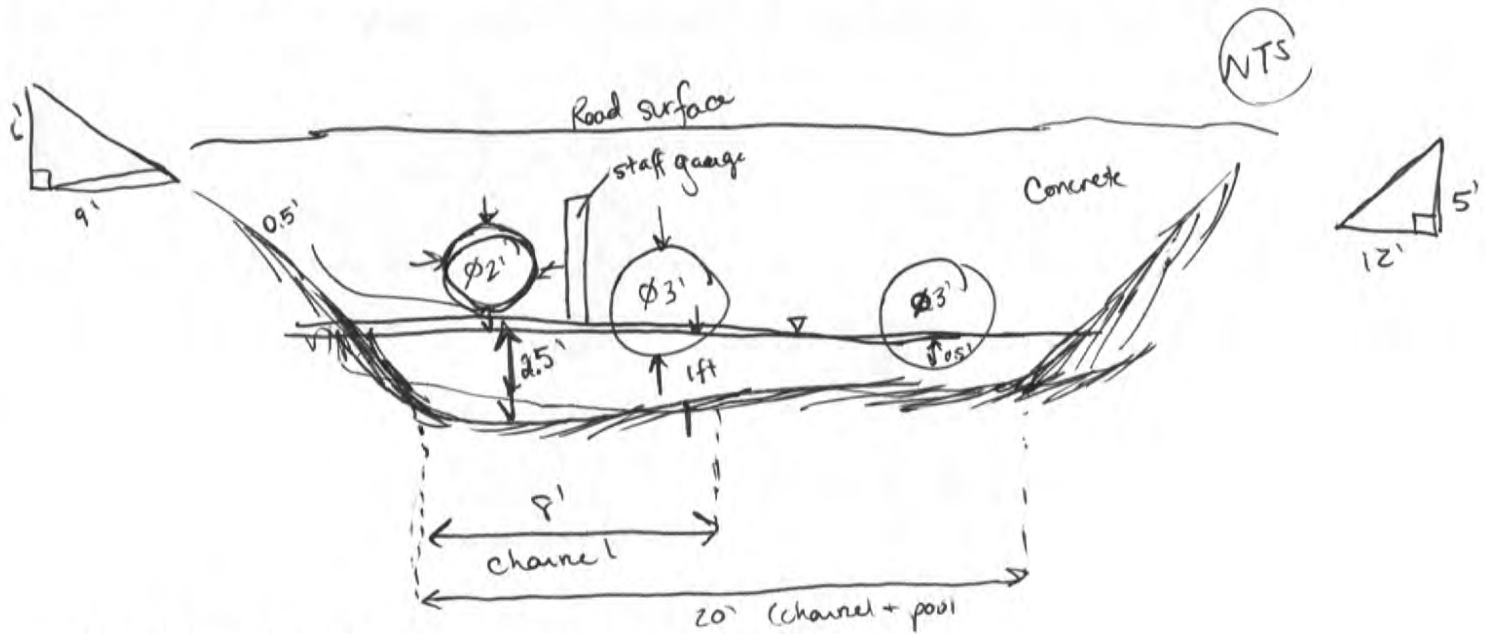 NTS
Road surface
staff gauge
Concrete
9'
0.5'
Ø2'
Ø3'
Ø3'
5'
12'
2.5'
1ft
0.5'
8'
channel
20' (channel + pool